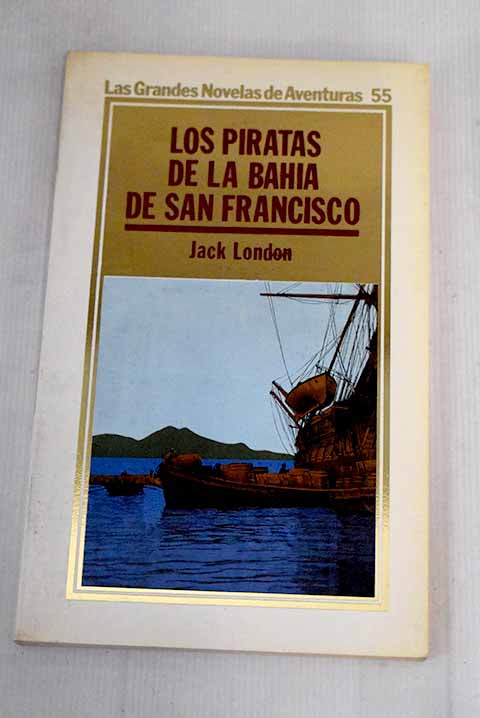 Las Grandes Novelas de Aventuras 55
LOS PIRATAS
DE LA BAHIA
DE SAN FRANCISCO
Jack London